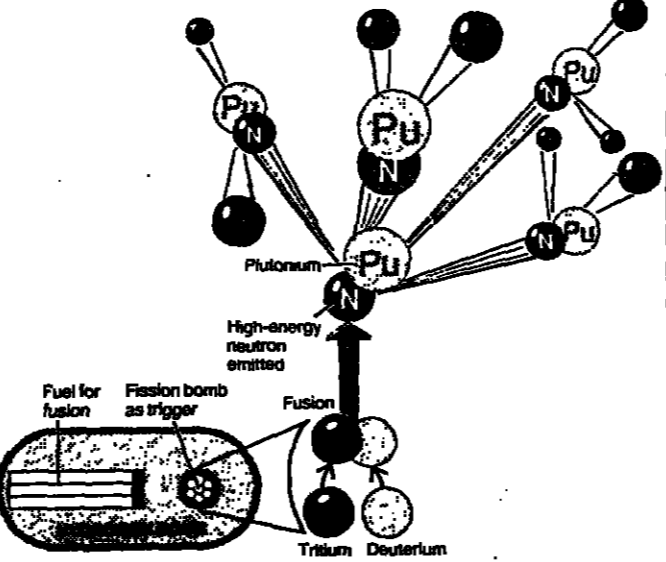 Pu
N
Pu
N
Pu
N
Pu
N
Plutonium
Pu
N
High-energy
neutron
emitted
Fuel for
fusion
Fission bomb
as trigger
Fusion
Tritium
Deuterium